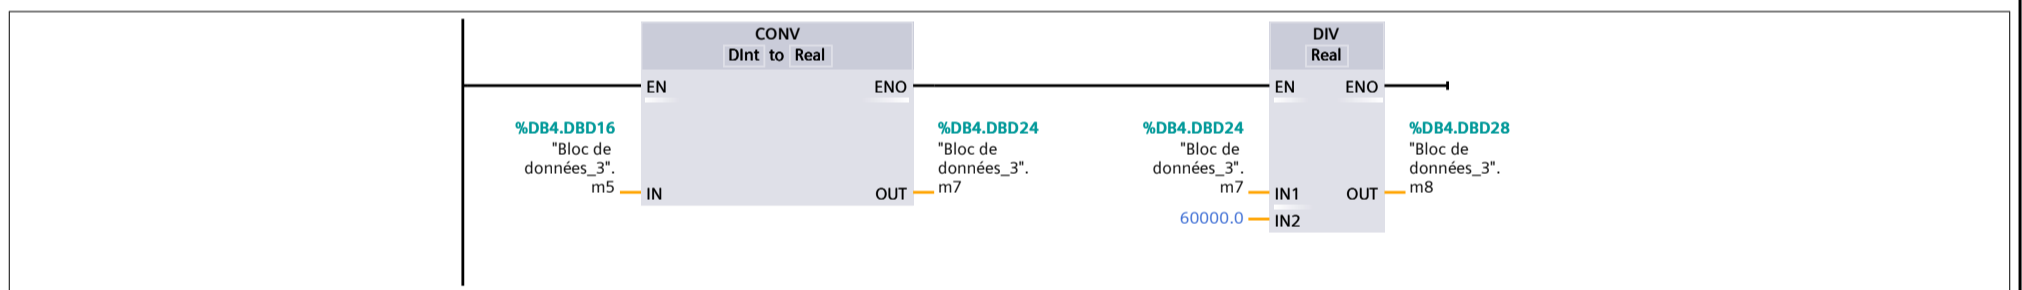 CONV
DInt to Real
EN ENO
%DB4.DBD16
"Bloc de
données_3".
m5
IN
OUT
%DB4.DBD24
"Bloc de
données_3".
m7
DIV
Real
EN ENO
%DB4.DBD24
"Bloc de
données_3".
m7
IN1
60000.0
IN2
OUT
%DB4.DBD28
"Bloc de
données_3".
m8